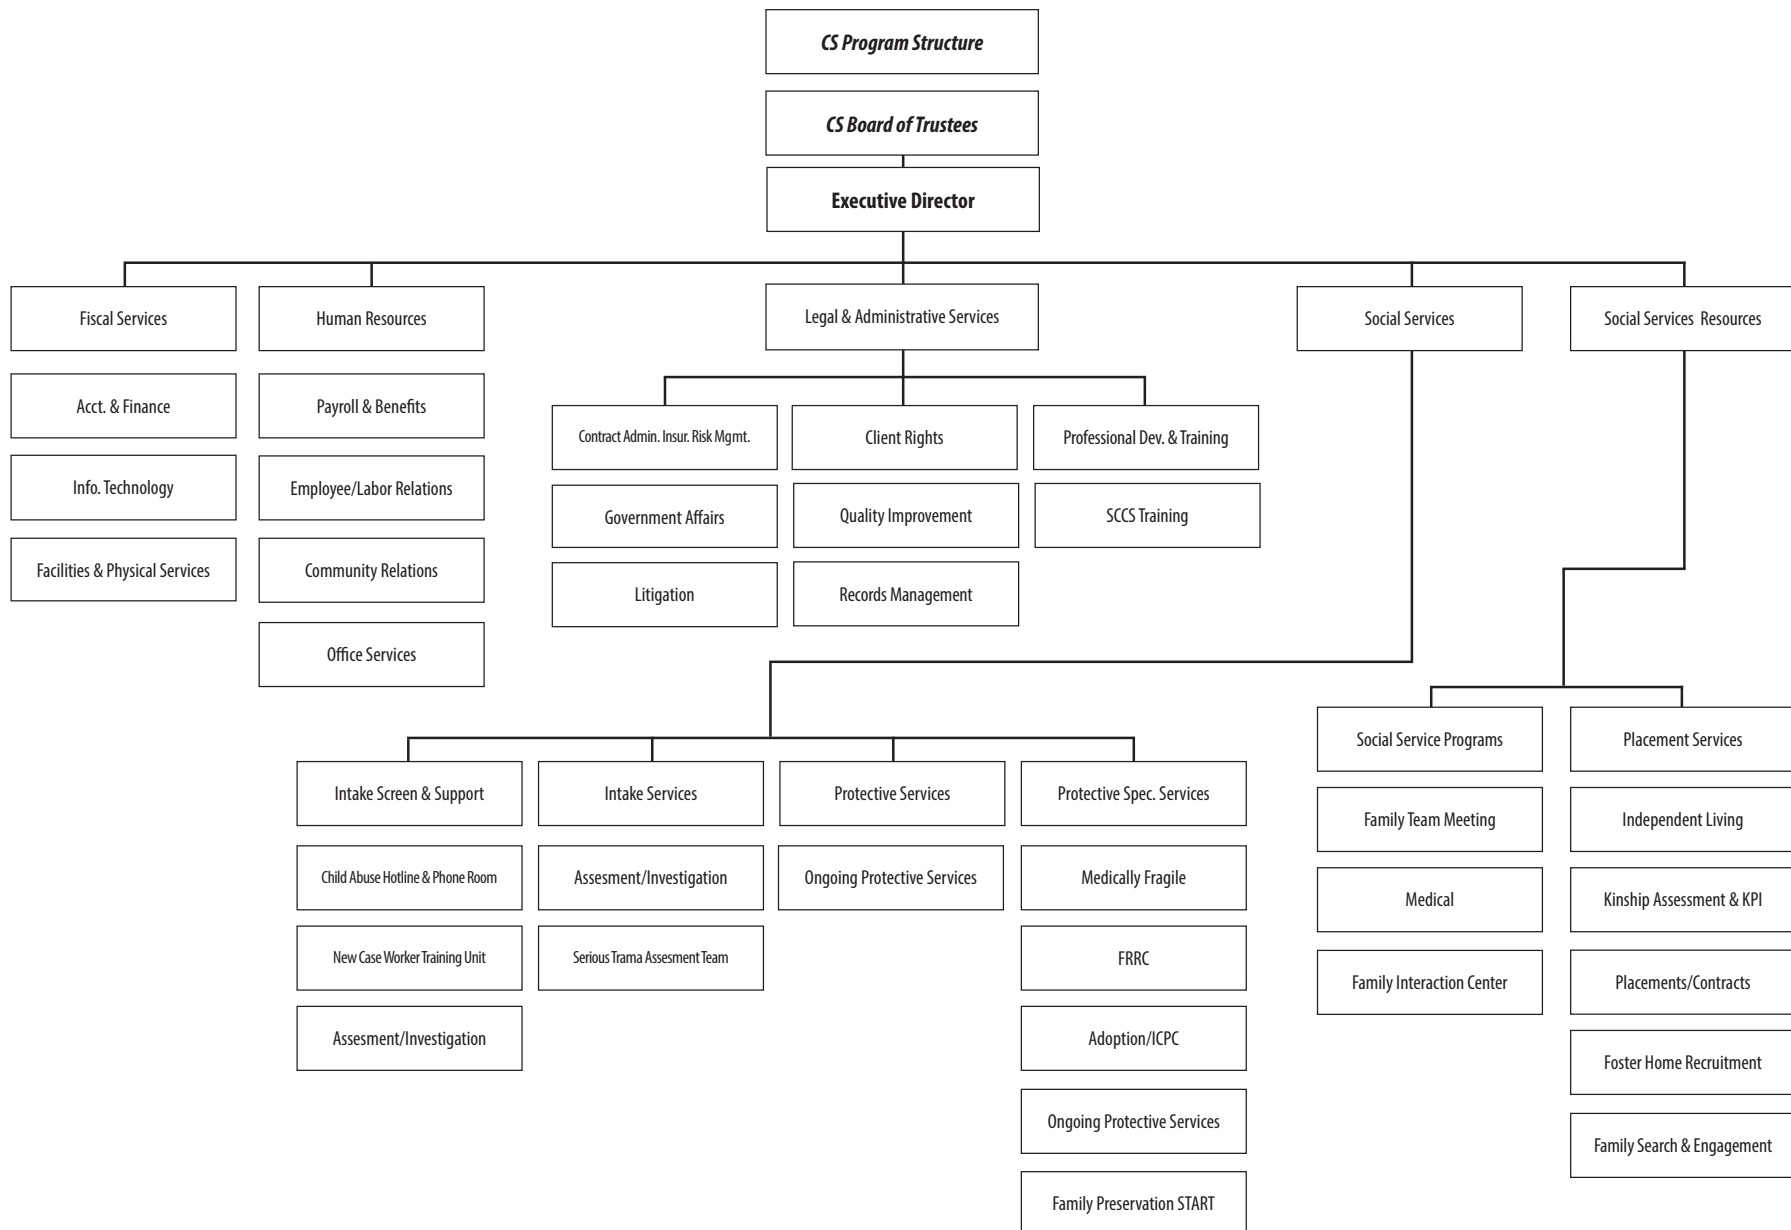 CS Program Structure
CS Board of Trustees
Executive Director
Fiscal Services
Human Resources
Legal & Administrative Services
Social Services
Social Services Resources
Acct. & Finance
Info. Technology
Facilities & Physical Services
Payroll & Benefits
Employee/Labor Relations
Community Relations
Office Services
Contract Admin. Insur. Risk Mgmt.
Government Affairs
Litigation
Client Rights
Quality Improvement
Records Management
Professional Dev. & Training
SCCS Training
Intake Screen & Support
Child Abuse Hotline & Phone Room
New Case Worker Training Unit
Assesment/Investigation
Intake Services
Assesment/Investigation
Serious Trama Assesment Team
Protective Services
Ongoing Protective Services
Protective Spec. Services
Medically Fragile
FRRC
Adoption/ICPC
Ongoing Protective Services
Family Preservation START
Social Service Programs
Family Team Meeting
Medical
Family Interaction Center
Placement Services
Independent Living
Kinship Assessment & KPI
Placements/Contracts
Foster Home Recruitment
Family Search & Engagement